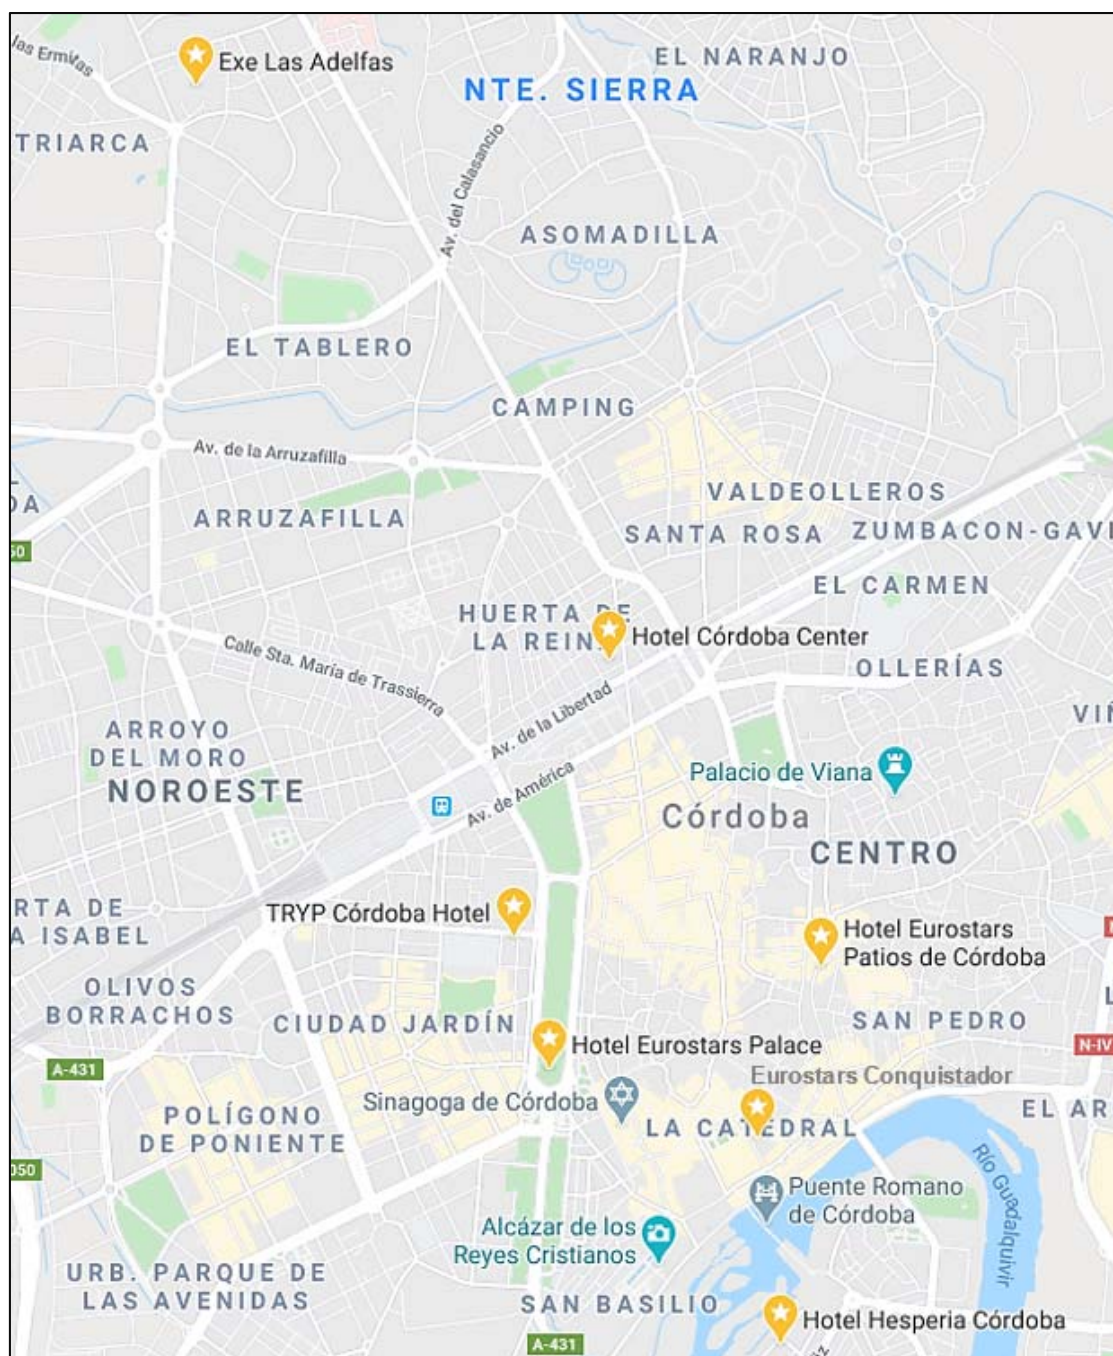 las Ermitas
Exe Las Adelfas
EL NARANJO
NTE. SIERRA
TRIARCA
Av. del Calasancio
ASOMADILLA
EL TABLERO
CAMPING
Av. de la Arruzafilla
DA
ARRUZAFILLA
VALDEOLLEROS
SANTA ROSA
ZUMBACON-GAVI
50
EL CARMEN
HUERTA DE
LA REIN
Hotel Córdoba Center
Calle Sta. María de Trassierra
OLLERÍAS
Av. de la Libertad
ARROYO
DEL MORO
VIÑ
NOROESTE
Palacio de Viana
Av. de América
Córdoba
CENTRO
RTA DE
A ISABEL
TRYP Córdoba Hotel
Hotel Eurostars
Patios de Córdoba
OLIVOS
BORRACHOS
CIUDAD JARDÍN
SAN PEDRO
Hotel Eurostars Palace
N-IV
A-431
Eurostars Conquistador
Sinagoga de Córdoba
POLÍGONO
DE PONIENTE
LA CATEDRAL
EL AR
050
Río Guadalquivir
Puente Romano
de Córdoba
Alcázar de los
Reyes Cristianos
URB. PARQUE DE
LAS AVENIDAS
SAN BASILIO
Hotel Hesperia Córdoba
A-431